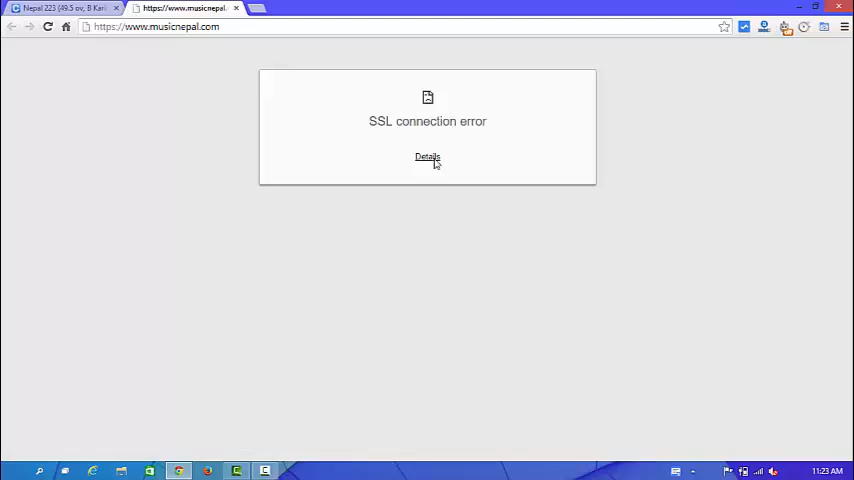 Nepal 223 (49.5 ov, B Kari
https://www.musicnepal.
https://www.musicnepal.com
SSL connection error
Details
11:23 AM